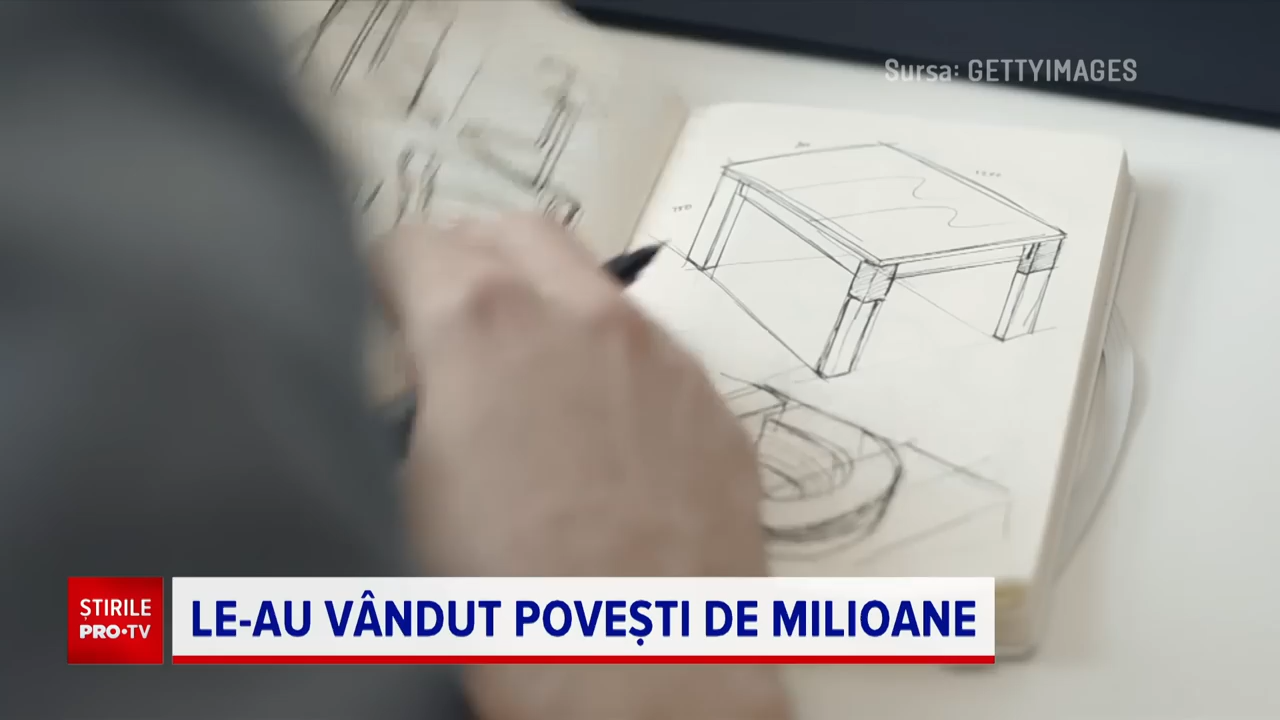 Sursa: GETTYIMAGES
ȘTIRILE
PRO•TV
LE-AU VÂNDUT POVEȘTI DE MILIOANE